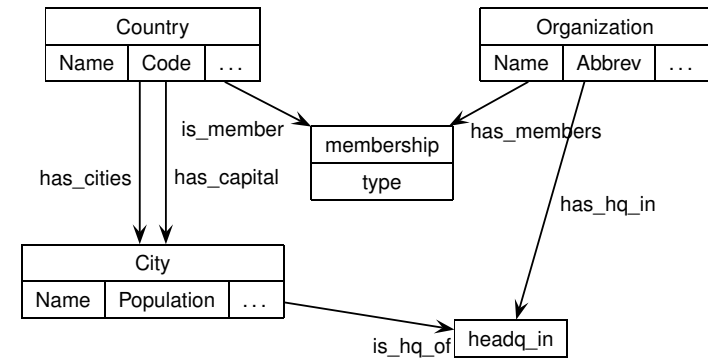 Country
Name Code ...
Organization
Name Abbrev ...
is_member
has_members
membership
type
has_cities
has_capital
has_hq_in
City
Name Population ...
is_hq_of
headq_in